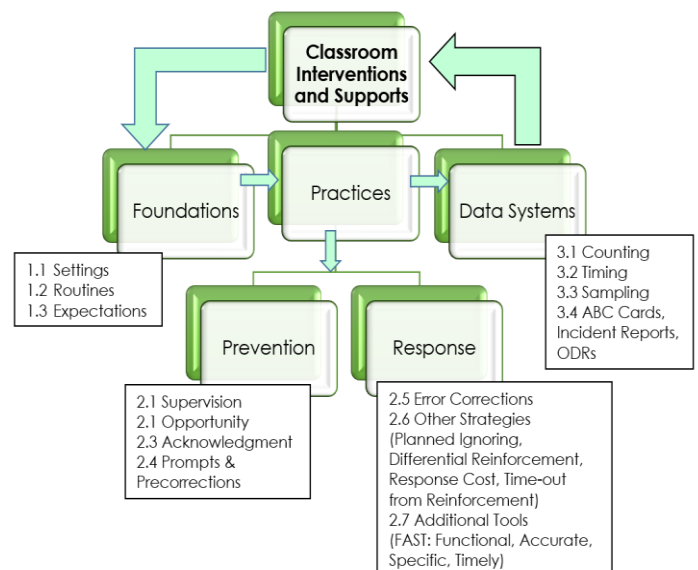 Classroom
Interventions
and Supports
Foundations
Practices
Data Systems
1.1 Settings
1.2 Routines
1.3 Expectations
3.1 Counting
3.2 Timing
3.3 Sampling
3.4 ABC Cards,
Incident Reports,
ODRs
Prevention
Response
2.1 Supervision
2.1 Opportunity
2.3 Acknowledgment
2.4 Prompts &
Precorrections
2.5 Error Corrections
2.6 Other Strategies
(Planned Ignoring,
Differential Reinforcement,
Response Cost, Time-out
from Reinforcement)
2.7 Additional Tools
(FAST: Functional, Accurate,
Specific, Timely)